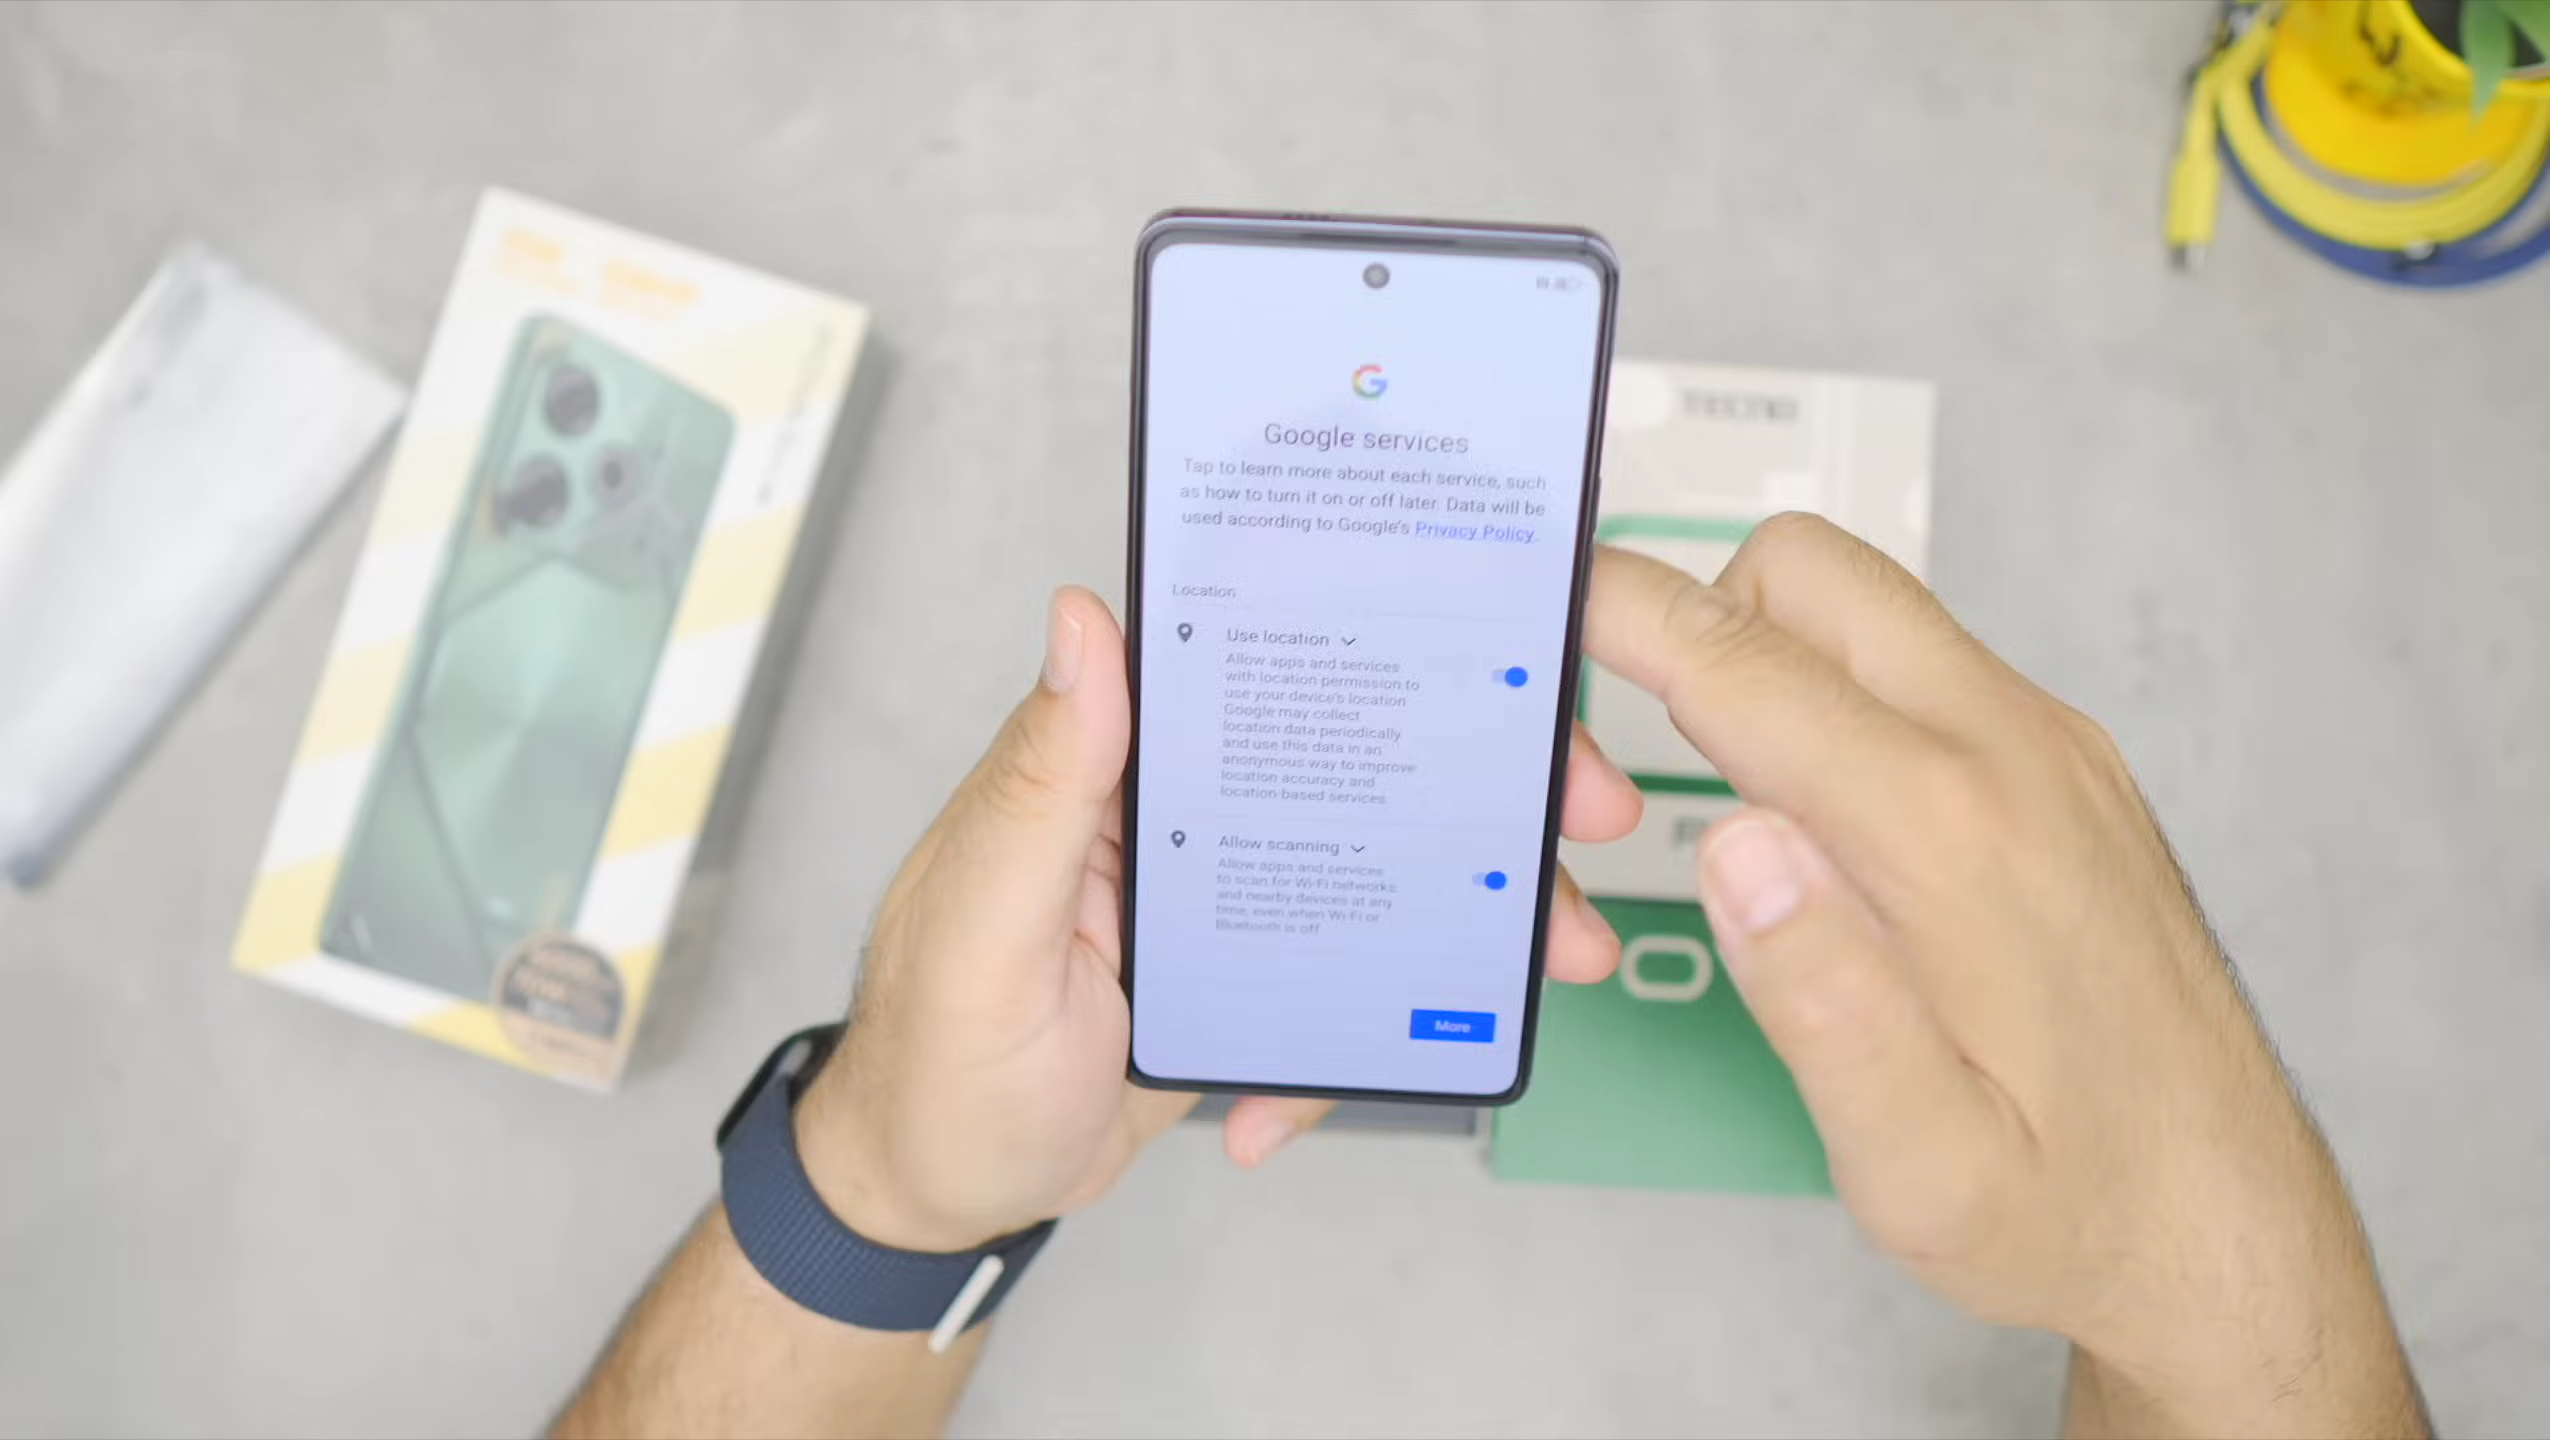 TECNO
Google services
Tap to learn more about each service, such
as how to turn it on or off later. Data will be
used according to Google's Privacy Policy.
Location
Use location
Allow apps and services
with location permission to
use your device's location
Google may collect
location data periodically
and use this data in an
anonymous way to improve
location accuracy and
location-based services.
Allow scanning
Allow apps and services
to scan for Wi-Fi networks
and nearby devices at any
time, even when Wi-Fi or
Bluetooth is off
More